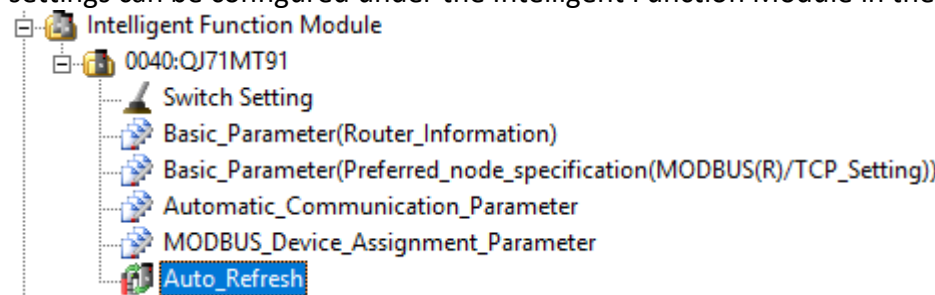 settings can be configured under the Intelligent Function Module in the
Intelligent Function Module
0040:QJ71MT91
Switch Setting
Basic_Parameter(Router_Information)
Basic_Parameter(Preferred_node_specification(MODBUS(R)/TCP_Setting))
Automatic_Communication_Parameter
MODBUS_Device_Assignment_Parameter
Auto_Refresh